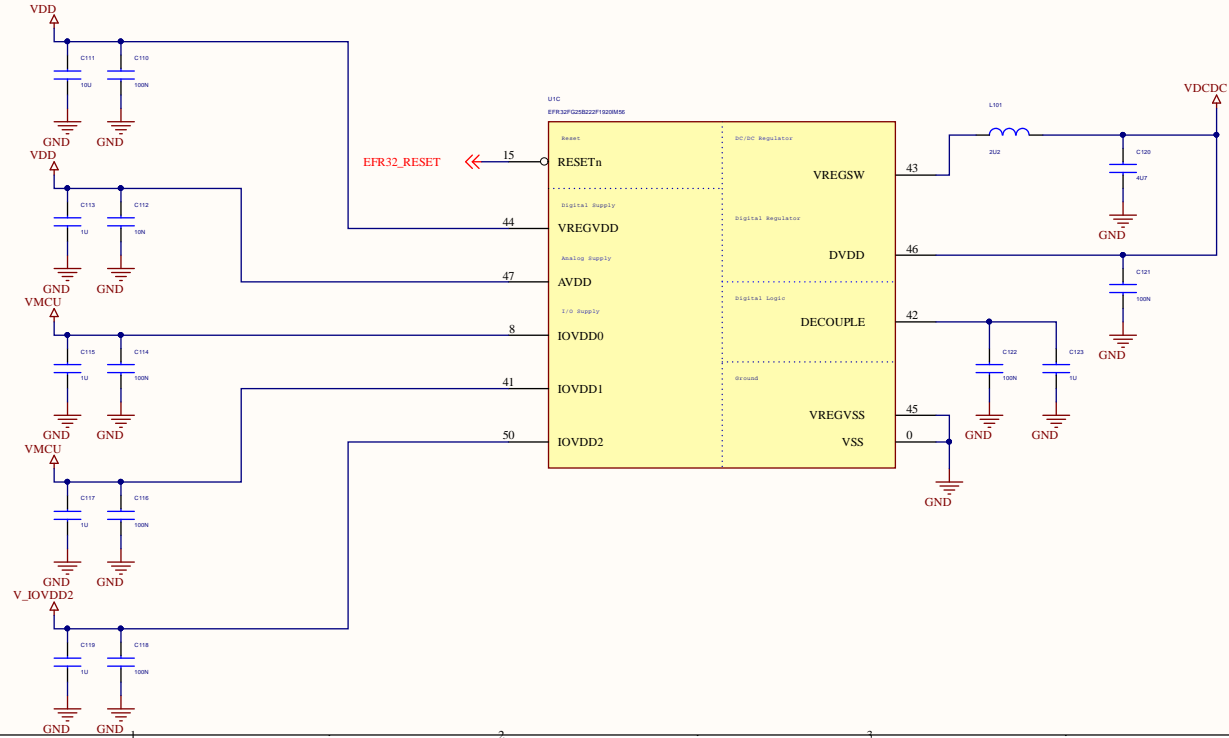 VDD
C111
10U
C110
100N
GND
GND
VDD
C113
1U
C112
10N
GND
GND
VMCU
C115
1U
C114
100N
GND
GND
VMCU
C117
1U
C116
100N
GND
GND
V_IOVDD2
C119
1U
C118
100N
GND
GND
EFR32_RESET
15
44
47
8
41
50
U1C
EFR32FG25B222F1920IM56
Reset
RESETn
Digital Supply
VREGVDD
Analog Supply
AVDD
I/O Supply
IOVDD0
IOVDD1
IOVDD2
DC/DC Regulator
VREGSW
Digital Regulator
DVDD
Digital Logic
DECOUPLE
Ground
VREGVSS
VSS
43
46
42
45
0
L101
2U2
VDCDC
C120
4U7
GND
C121
100N
GND
C122
100N
GND
C123
1U
GND
GND
2
3